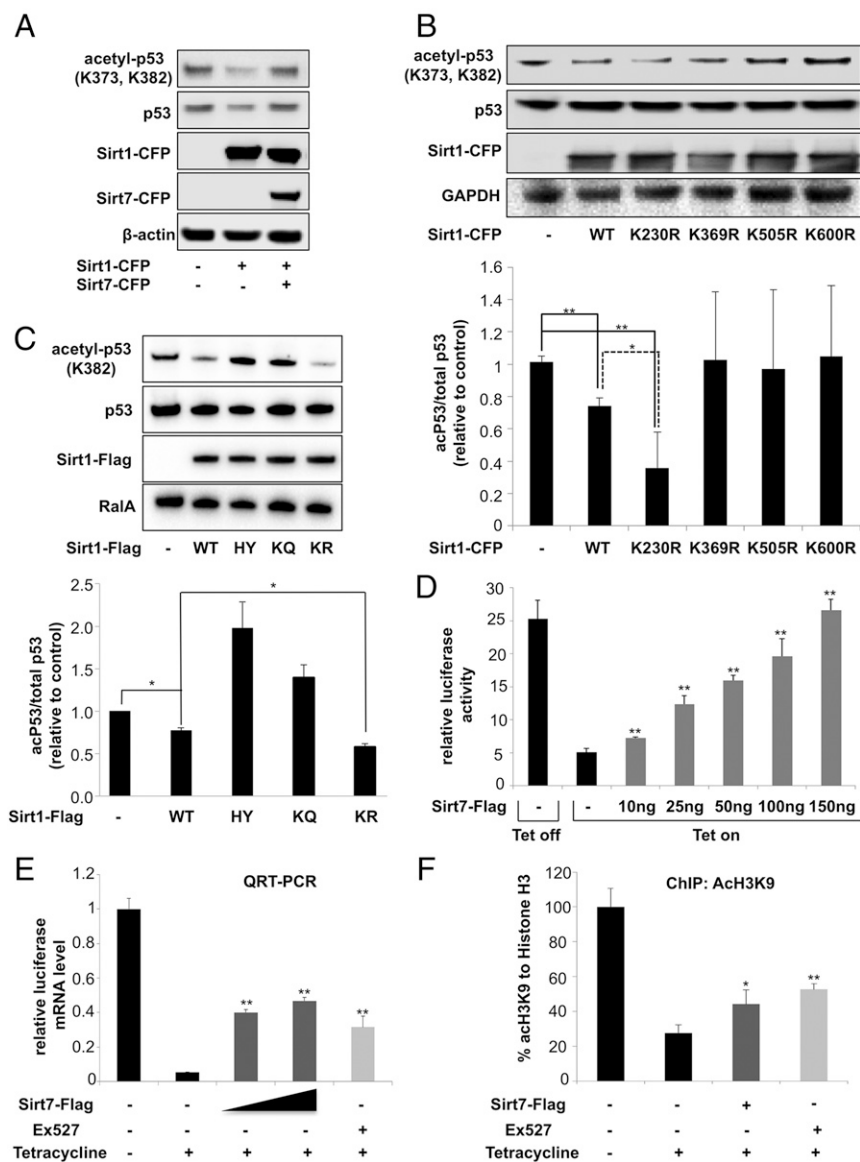 A
acetyl-p53
(K373, K382)
p53
Sirt1-CFP
Sirt7-CFP
β-actin
Sirt1-CFP - + +
Sirt7-CFP - - +
B
acetyl-p53
(K373, K382)
p53
Sirt1-CFP
GAPDH
Sirt1-CFP - WT K230R K369R K505R K600R
acP53/total p53
(relative to control)
1.6
1.4
1.2
1
0.8
0.6
0.4
0.2
0
**
**
*
Sirt1-CFP - WT K230R K369R K505R K600R
C
acetyl-p53
(K382)
p53
Sirt1-Flag
RalA
Sirt1-Flag - WT HY KQ KR
acP53/total p53
(relative to control)
2.5
2.0
1.5
1.0
0.5
0.0
*
*
Sirt1-Flag - WT HY KQ KR
D
relative luciferase
activity
30
25
20
15
10
5
0
** ** ** ** **
Sirt7-Flag - - 10ng 25ng 50ng 100ng 150ng
Tet off Tet on
E
QRT-PCR
relative luciferase
mRNA level
1.2
1
0.8
0.6
0.4
0.2
0
** ** **
Sirt7-Flag - - -
Ex527 - - - - +
Tetracycline - + + + +
F
ChIP: AcH3K9
% acH3K9 to Histone H3
120
100
80
60
40
20
0
* **
Sirt7-Flag - - + -
Ex527 - - - +
Tetracycline - + + +